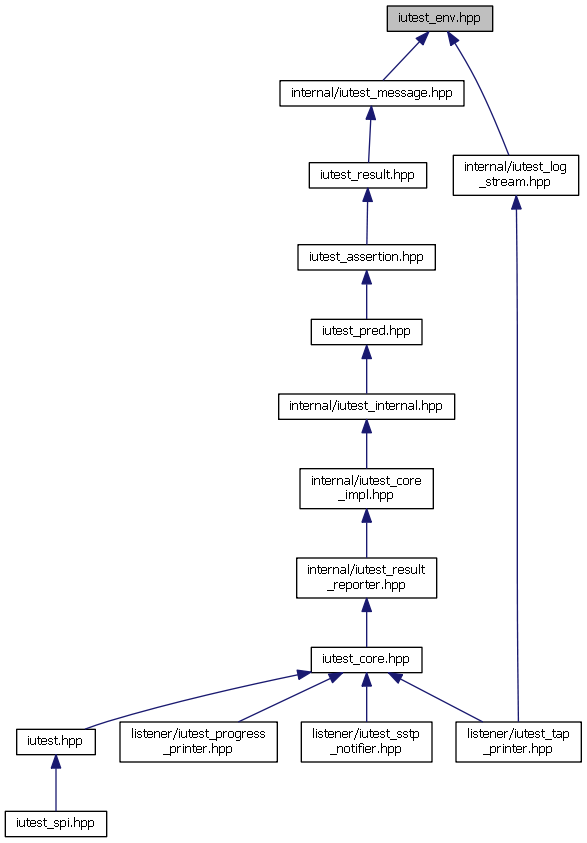 iutest_env.hpp
internal/iutest_message.hpp
internal/iutest_log
_stream.hpp
iutest_result.hpp
iutest_assertion.hpp
iutest_pred.hpp
internal/iutest_internal.hpp
internal/iutest_core
_impl.hpp
internal/iutest_result
_reporter.hpp
iutest_core.hpp
iutest.hpp
listener/iutest_progress
_printer.hpp
listener/iutest_sstp
_notifier.hpp
listener/iutest_tap
_printer.hpp
iutest_spi.hpp